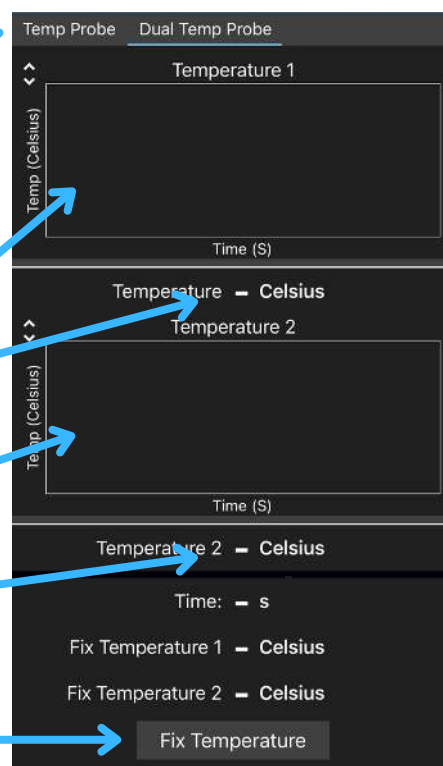 Temp Probe Dual Temp Probe
Temperature 1
Temp (Celsius)
Time (S)
Temperature – Celsius
Temperature 2
Temp (Celsius)
Time (S)
Temperature 2 – Celsius
Time: – s
Fix Temperature 1 – Celsius
Fix Temperature 2 – Celsius
Fix Temperature